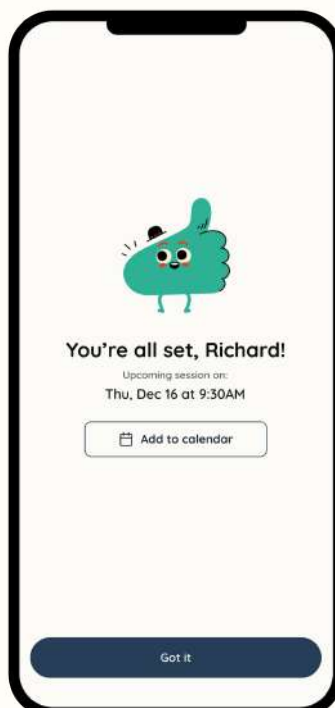 You’re all set, Richard!
Upcoming session on:
Thu, Dec 16 at 9:30AM
Add to calendar
Got it